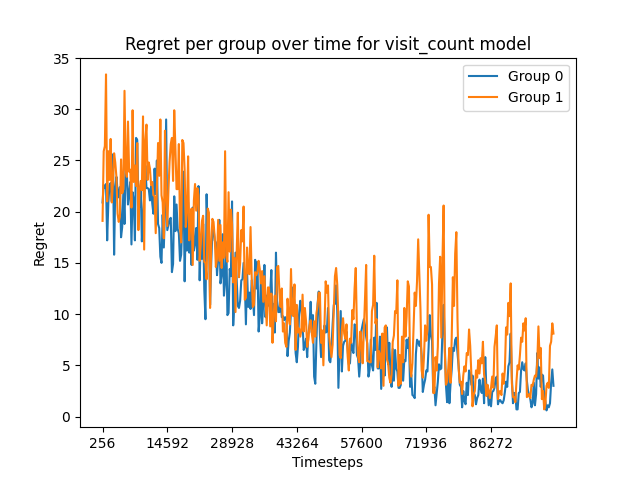 Regret per group over time for visit_count model
Group 0
Group 1
Regret
35
30
25
20
15
10
5
0
256 14592 28928 43264 57600 71936 86272
Timesteps